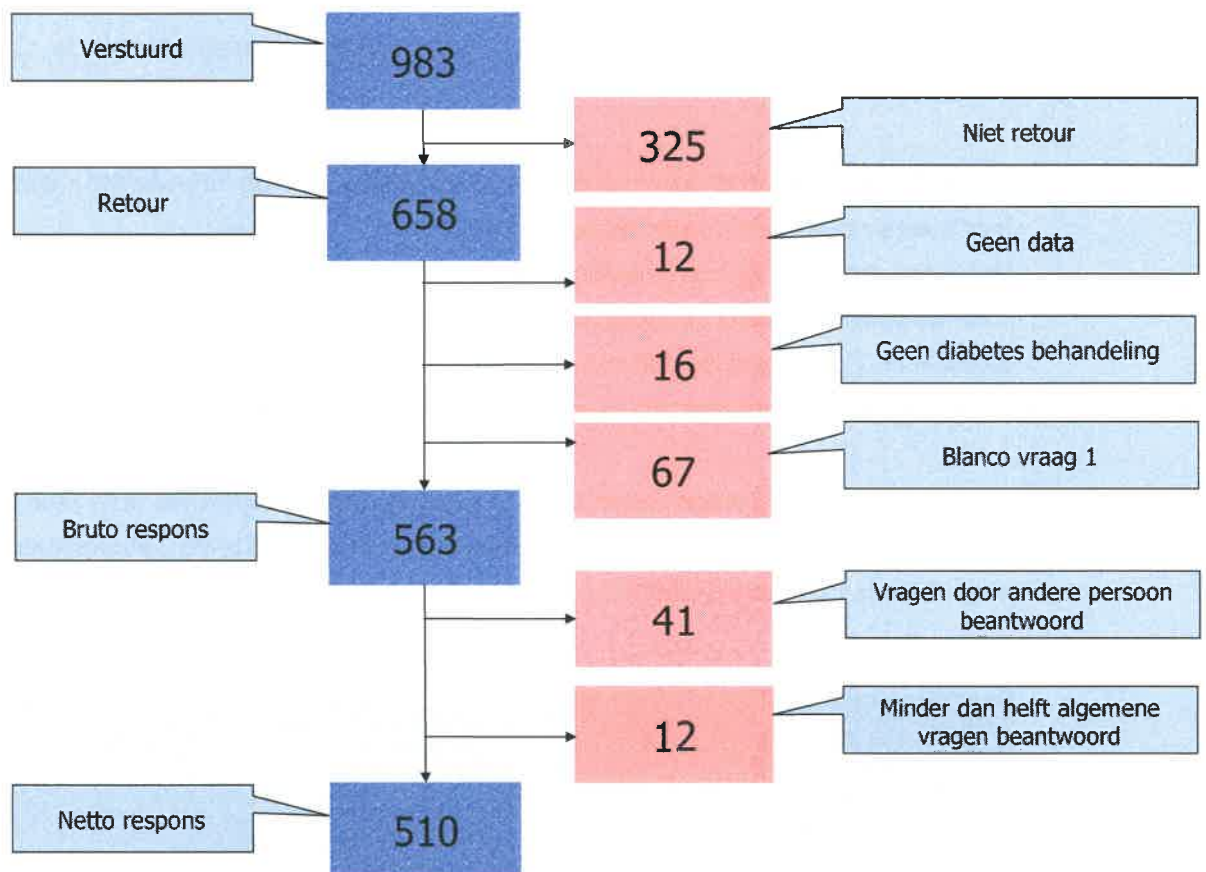 Verstuurd
983
325
Niet retour
Retour
658
12
Geen data
16
Geen diabetes behandeling
67
Blanco vraag 1
Bruto respons
563
41
Vragen door andere persoon
beantwoord
12
Minder dan helft algemene
vragen beantwoord
Netto respons
510